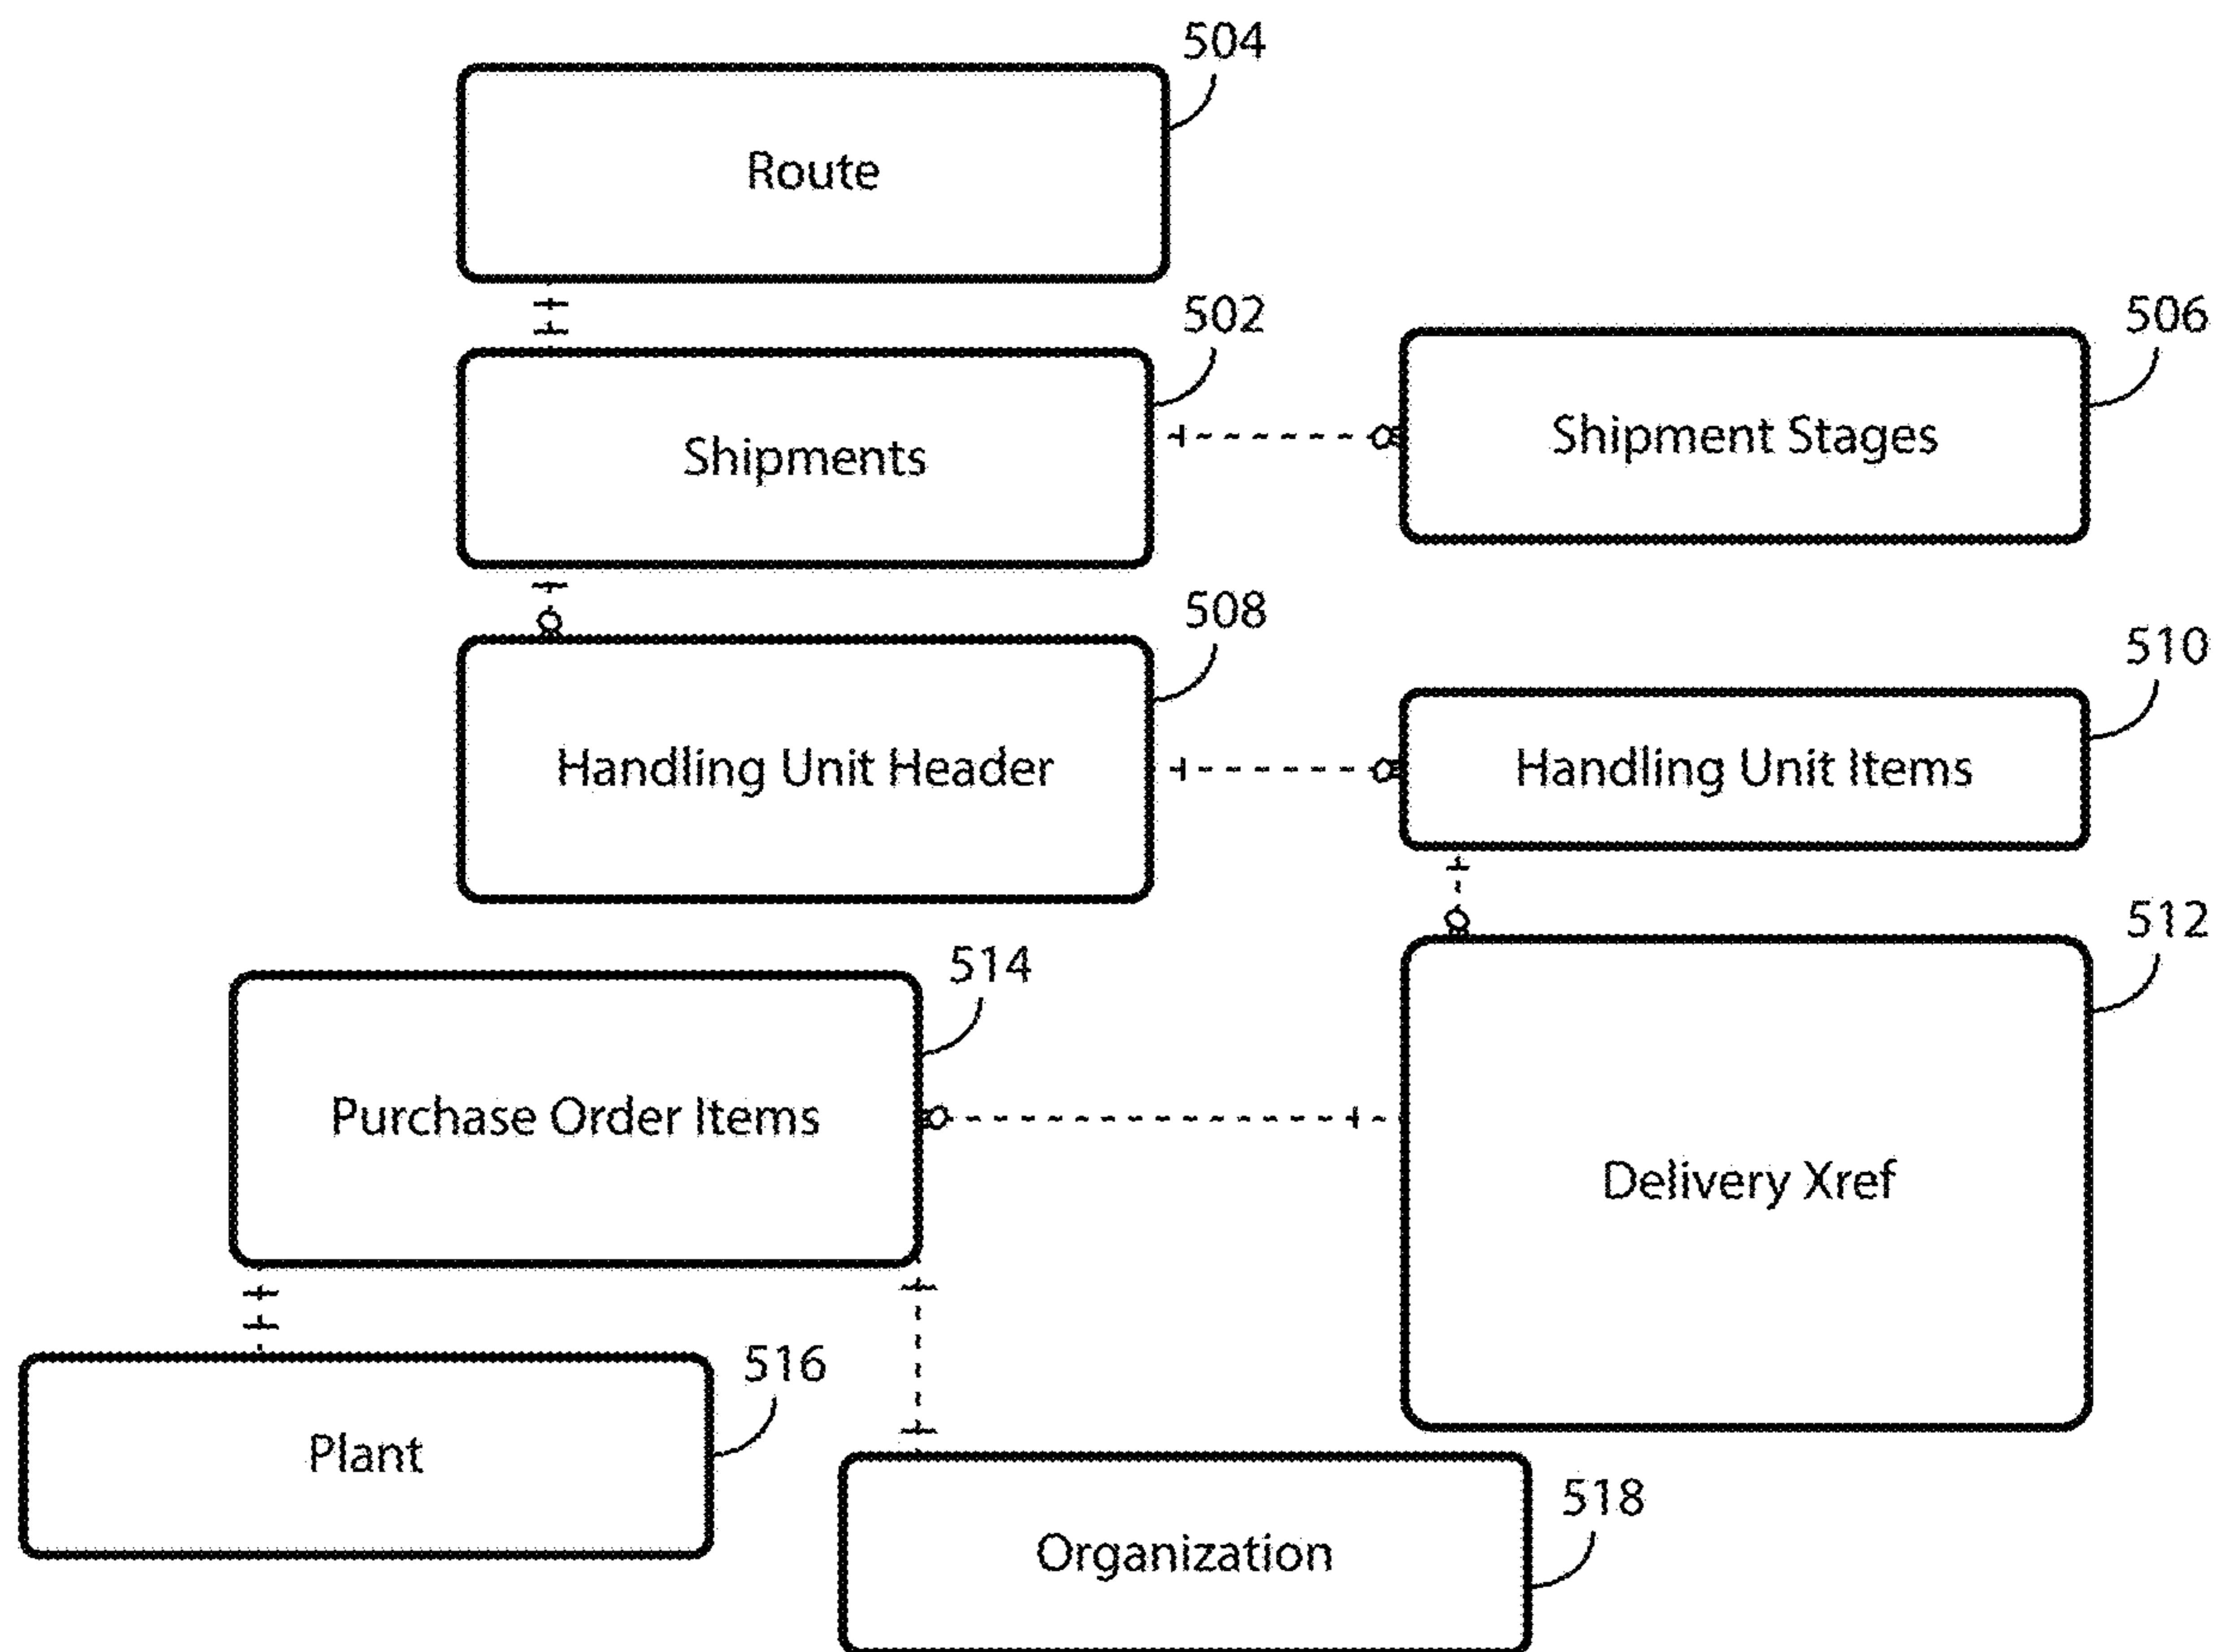 504
Route
502
Shipments
506
Shipment Stages
508
Handling Unit Header
510
Handling Unit Items
512
Delivery Xref
514
Purchase Order Items
516
Plant
518
Organization